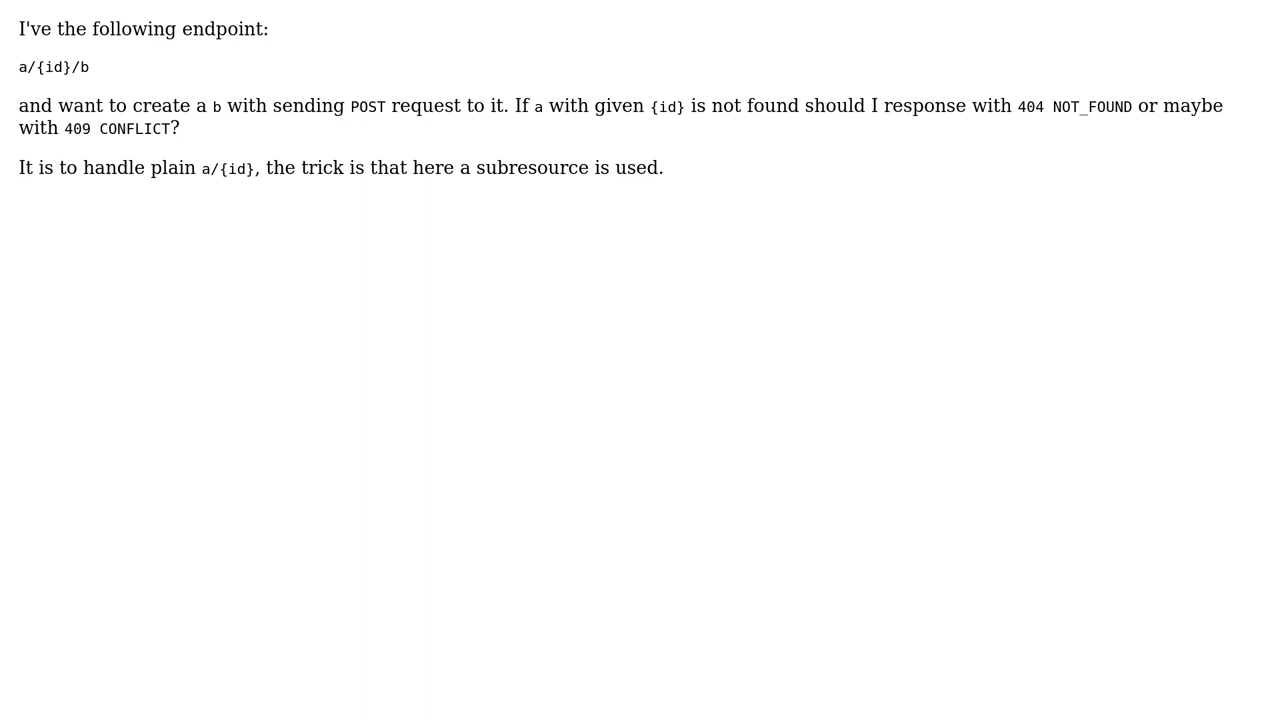 I've the following endpoint:
a/{id}/b
and want to create a b with sending POST request to it. If a with given {id} is not found should I response with 404 NOT_FOUND or maybe
with 409 CONFLICT?
It is to handle plain a/{id}, the trick is that here a subresource is used.